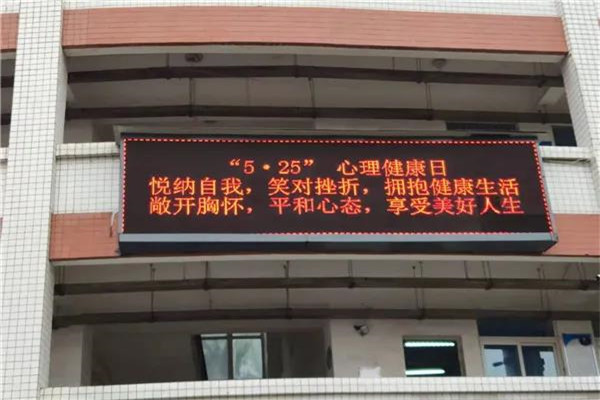 “5·25” 心理健康日
悦纳自我，笑对挫折，拥抱健康生活
敞开胸怀，平和心态，享受美好人生